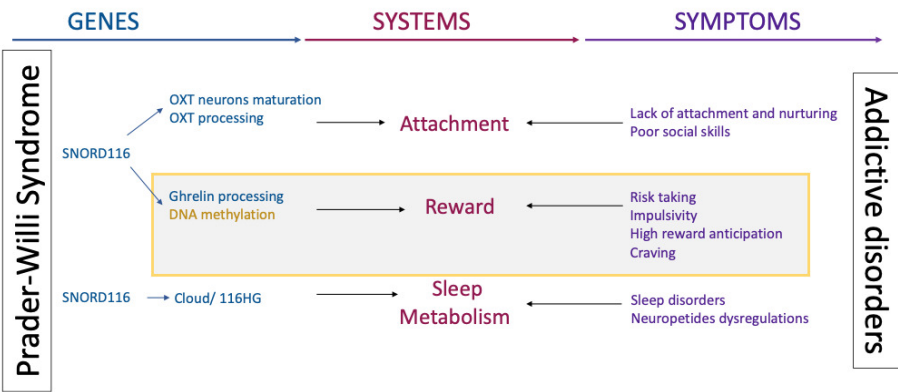 GENES
SYSTEMS
SYMPTOMS
Prader-Willi Syndrome
Addictive disorders
OXT neurons maturation
OXT processing
Attachment
Lack of attachment and nurturing
Poor social skills
SNORD116
Ghrelin processing
DNA methylation
Reward
Risk taking
Impulsivity
High reward anticipation
Craving
SNORD116
Cloud/ 116HG
Sleep
Metabolism
Sleep disorders
Neuropetides dysregulations